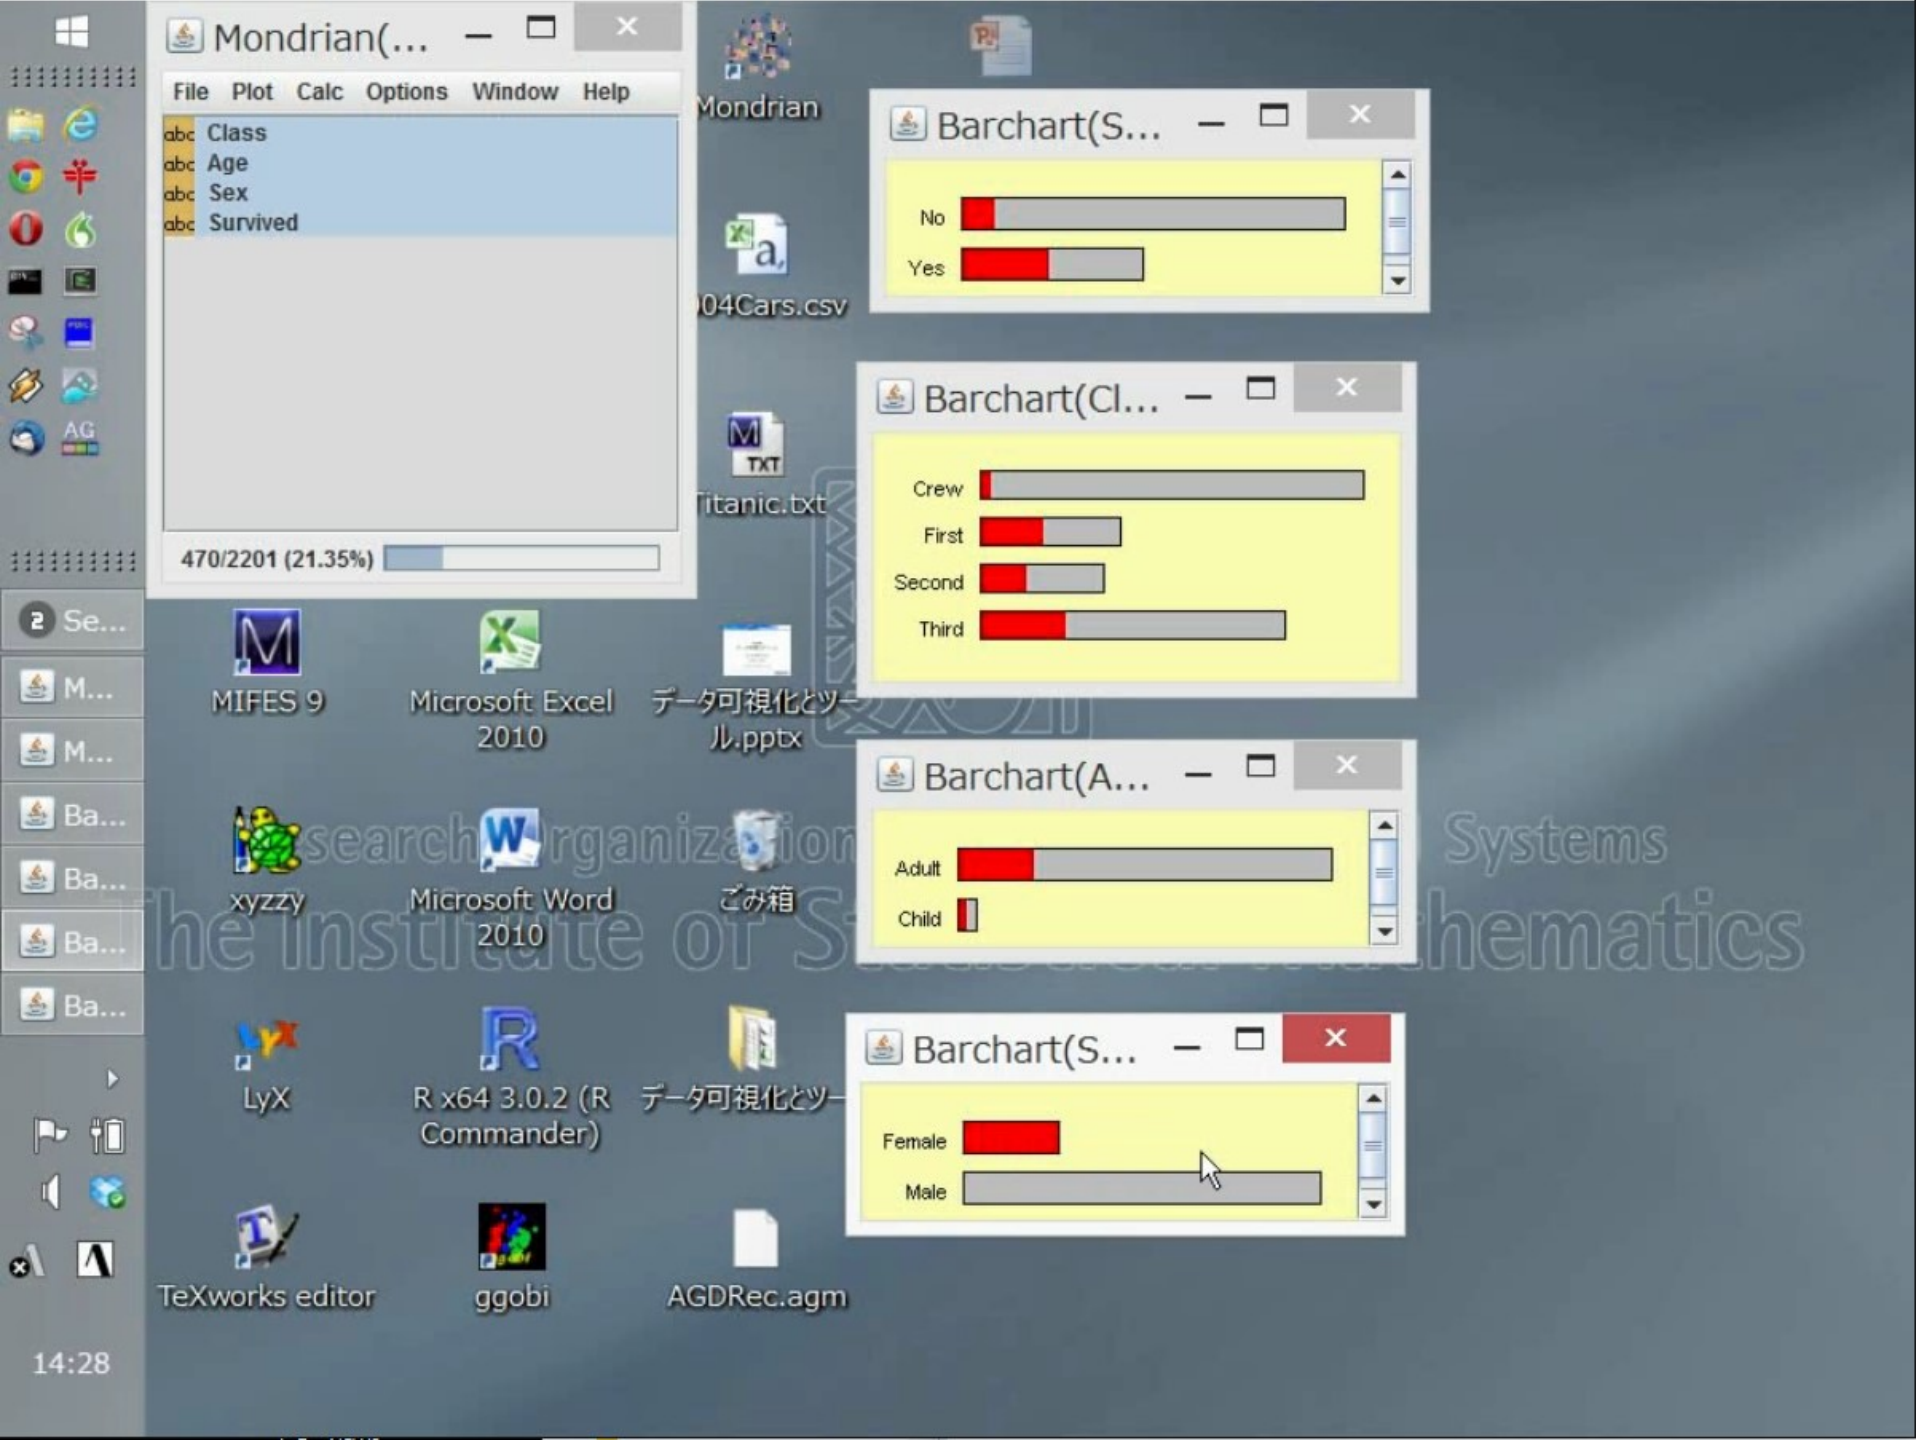 Mondrian(...
File Plot Calc Options Window Help
abc Class
abc Age
abc Sex
abc Survived
470/2201 (21.35%)
Mondrian
004Cars.csv
Titanic.txt
Barchart(S...
No
Yes
Barchart(Cl...
Crew
First
Second
Third
Barchart(A...
Adult
Child
Barchart(S...
Female
Male
AG
2 Se...
M...
M...
Ba...
Ba...
Ba...
Ba...
14:28
MIFES 9
Microsoft Excel
2010
データ可視化とツー
ル.pptx
xyzzy
Microsoft Word
2010
ごみ箱
LyX
R x64 3.0.2 (R
Commander)
データ可視化とツー
TeXworks editor
ggobi
AGDRec.agm
TXT
search Organization
Systems
The Institute of Statistical Mathematics